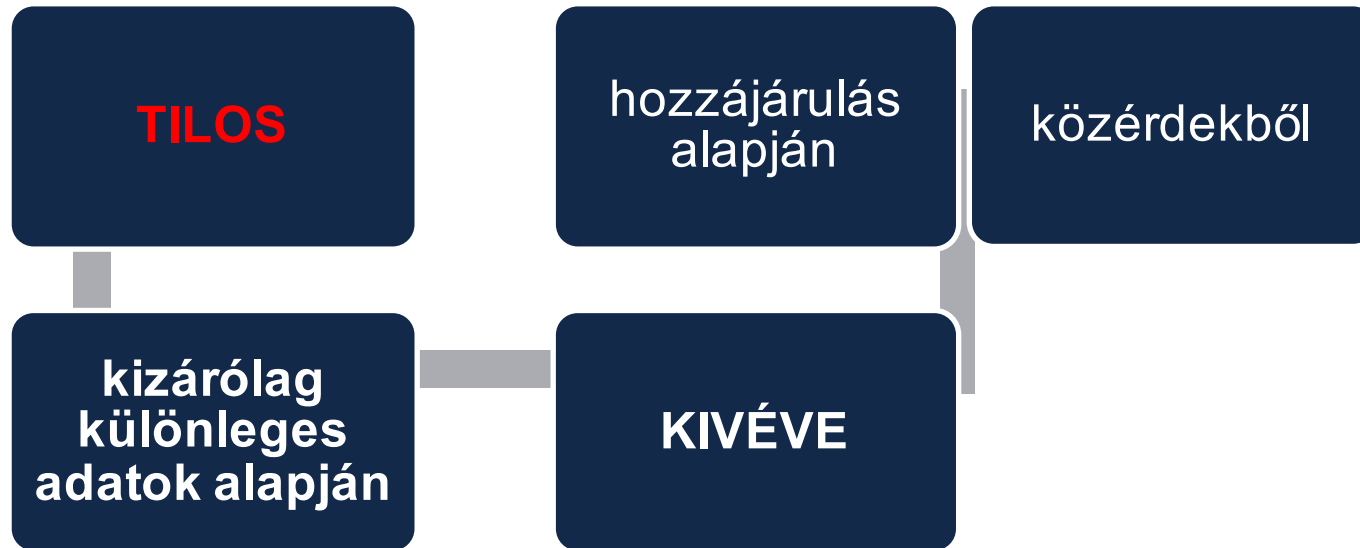 TILOS
kizárólag
különleges
adatok alapján
KIVÉVE
hozzájárulás
alapján
közérdekből